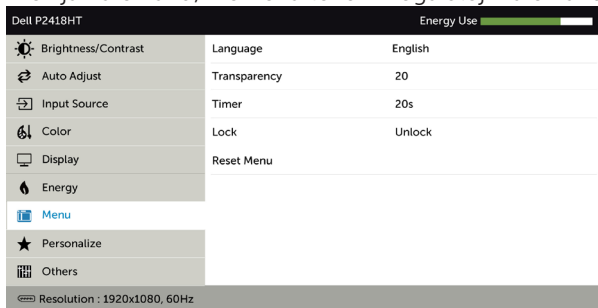 Dell P2418HT Energy Use
Brightness/Contrast Language English
Auto Adjust Transparency 20
Input Source Timer 20s
Color Lock Unlock
Display Reset Menu
Energy
Menu
Personalize
Others
Resolution : 1920x1080, 60Hz